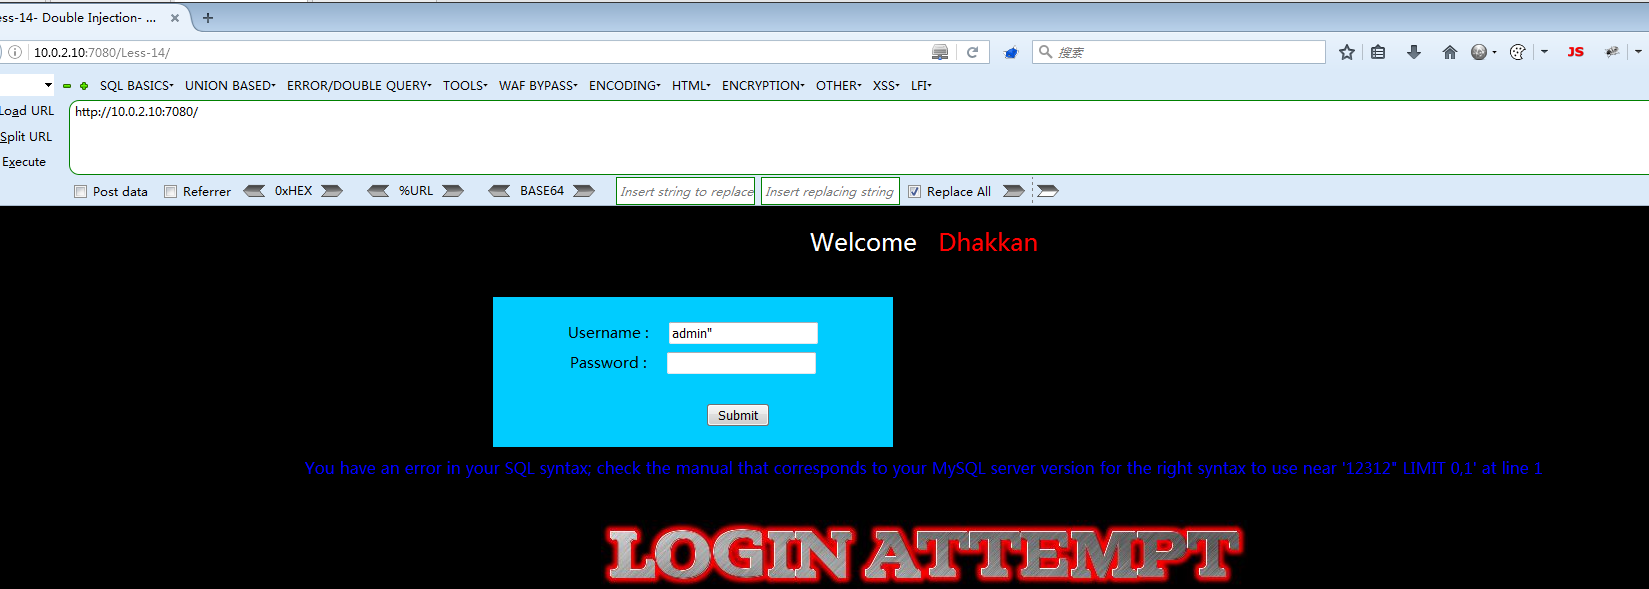 ess-14- Double Injection- ...
10.0.2.10:7080/Less-14/
搜索
JS
SQL BASICS UNION BASED ERROR/DOUBLE QUERY TOOLS WAF BYPASS ENCODING HTML ENCRYPTION OTHER XSS LFI
Load URL
http://10.0.2.10:7080/
Split URL
Execute
Post data Referrer 0xHEX %URL BASE64 Insert string to replace Insert replacing string Replace All
Welcome Dhakkan
Username : admin"
Password :
Submit
You have an error in your SQL syntax; check the manual that corresponds to your MySQL server version for the right syntax to use near '12312" LIMIT 0,1' at line 1
LOGIN ATTEMPT